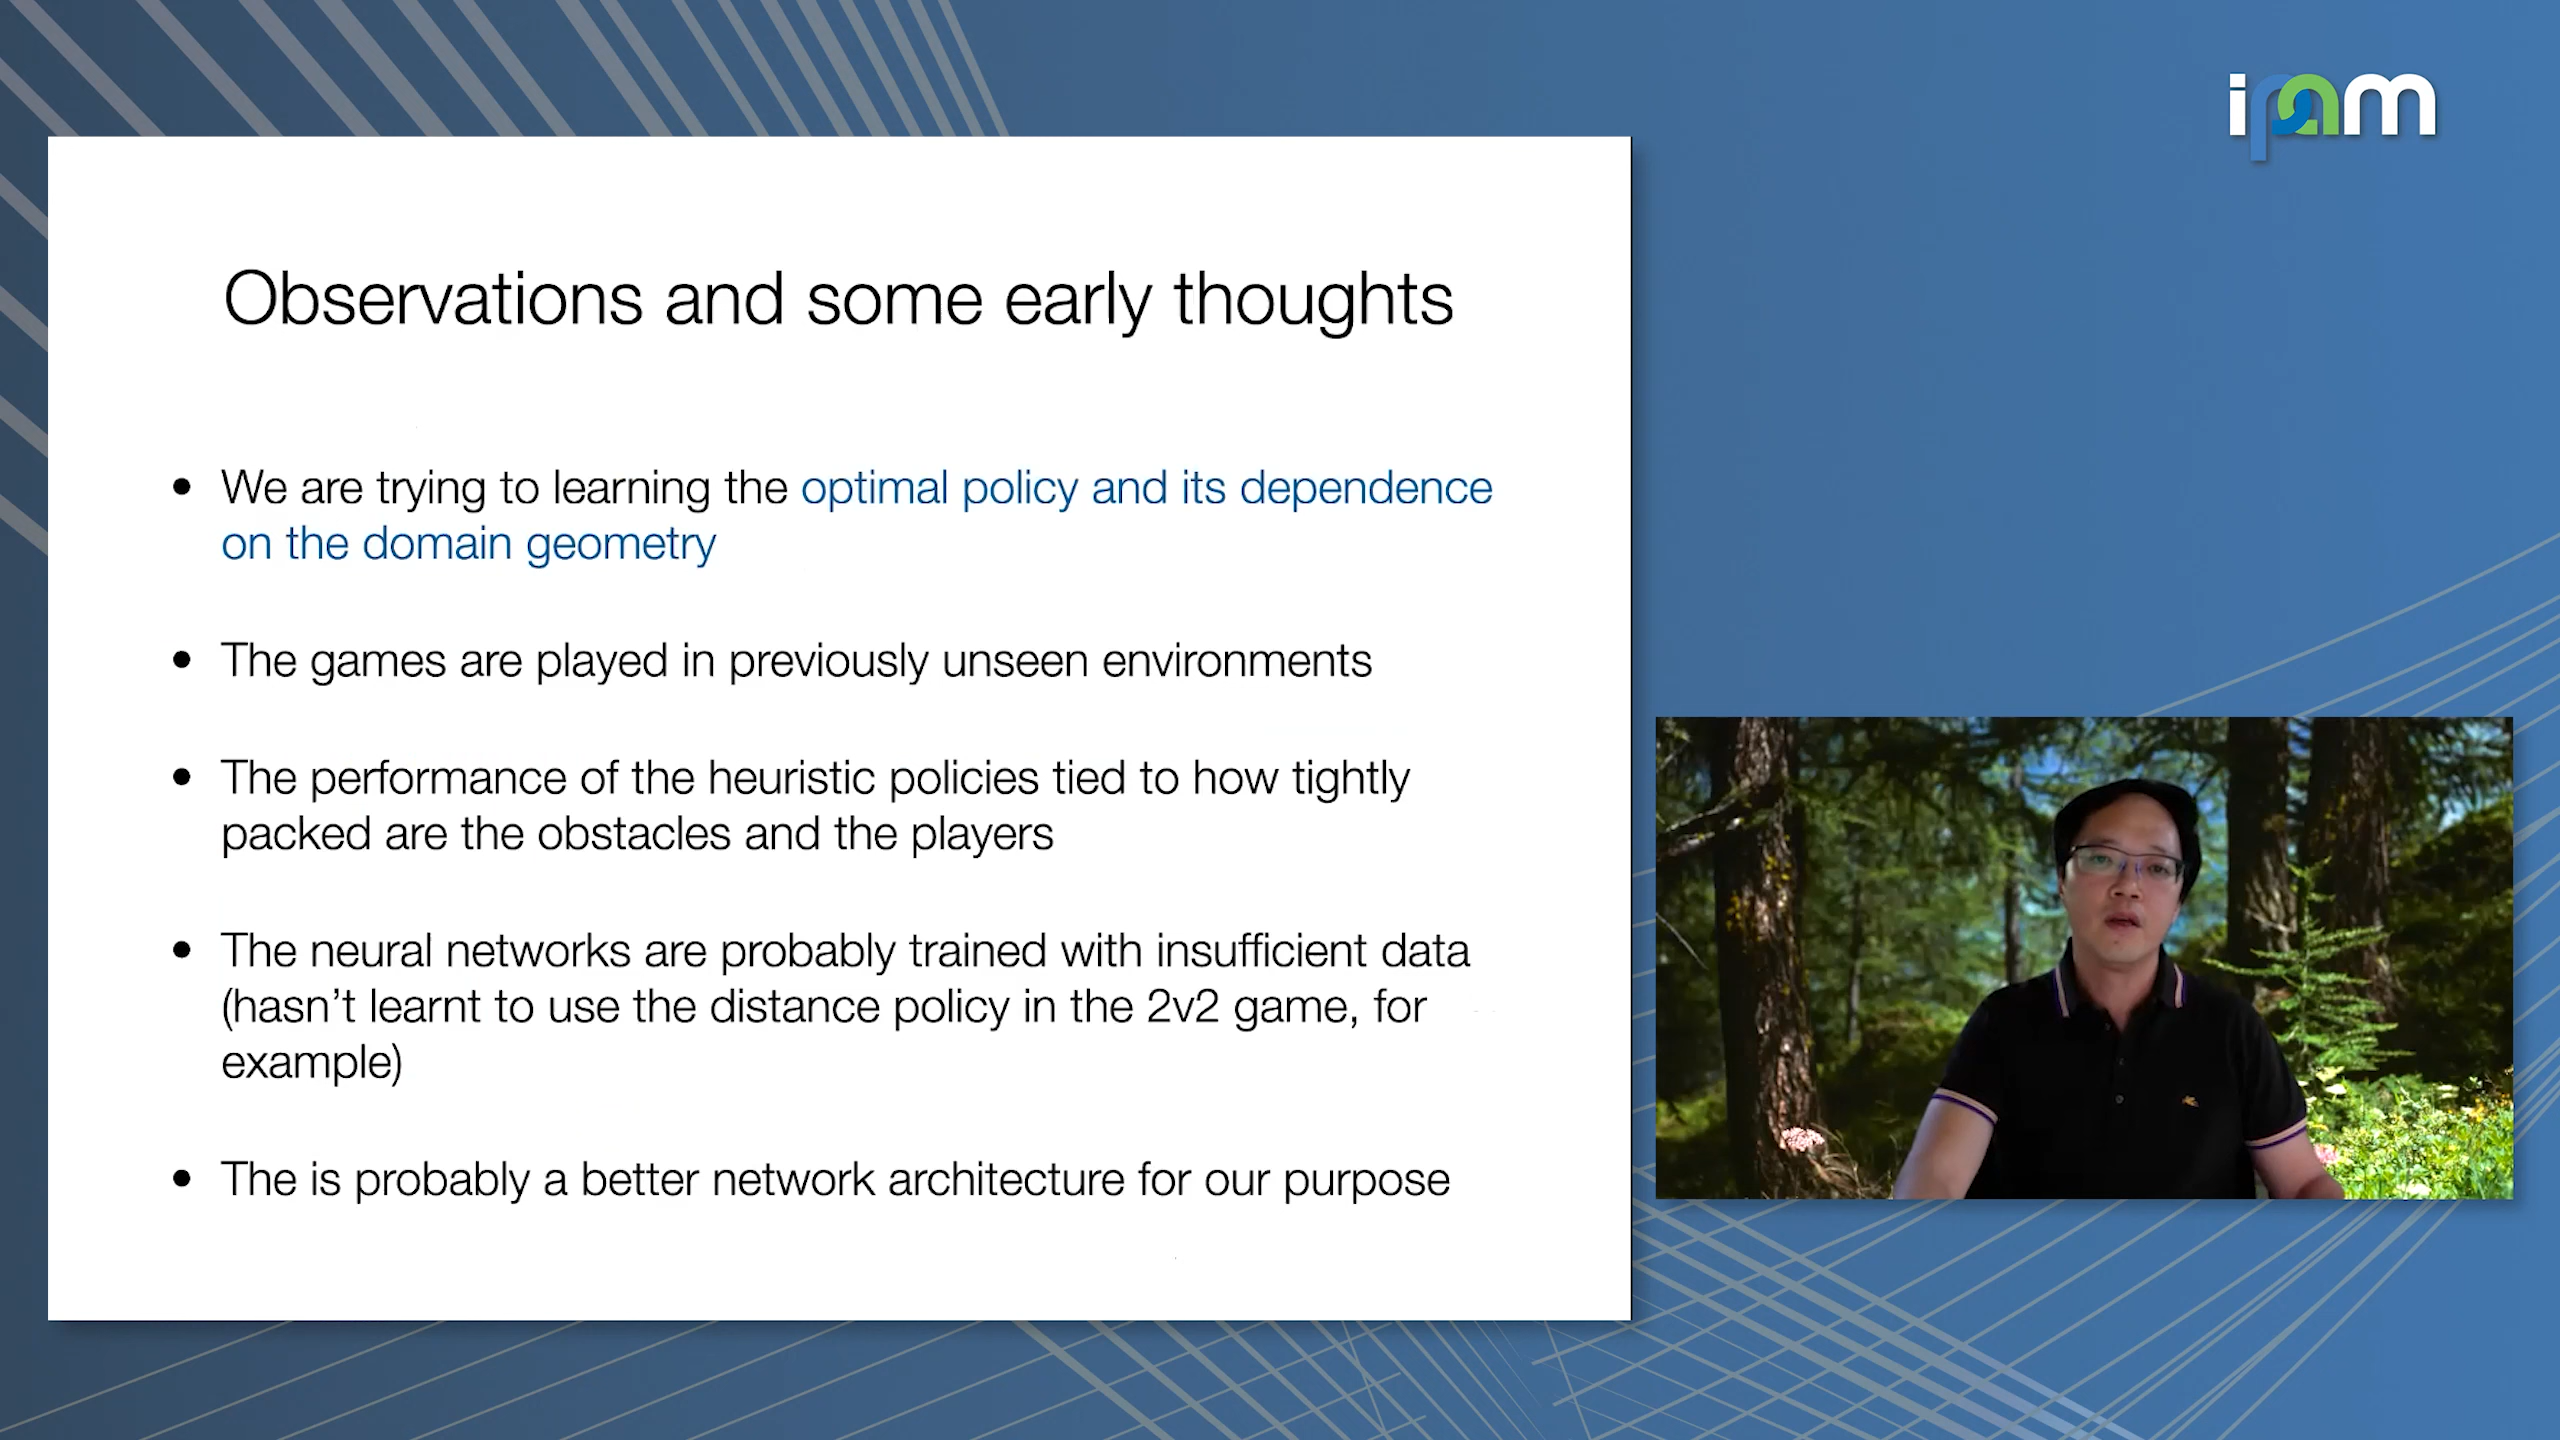 ipam
Observations and some early thoughts
• We are trying to learning the optimal policy and its dependence
on the domain geometry
• The games are played in previously unseen environments
• The performance of the heuristic policies tied to how tightly
packed are the obstacles and the players
• The neural networks are probably trained with insufficient data
(hasn’t learnt to use the distance policy in the 2v2 game, for
example)
• The is probably a better network architecture for our purpose